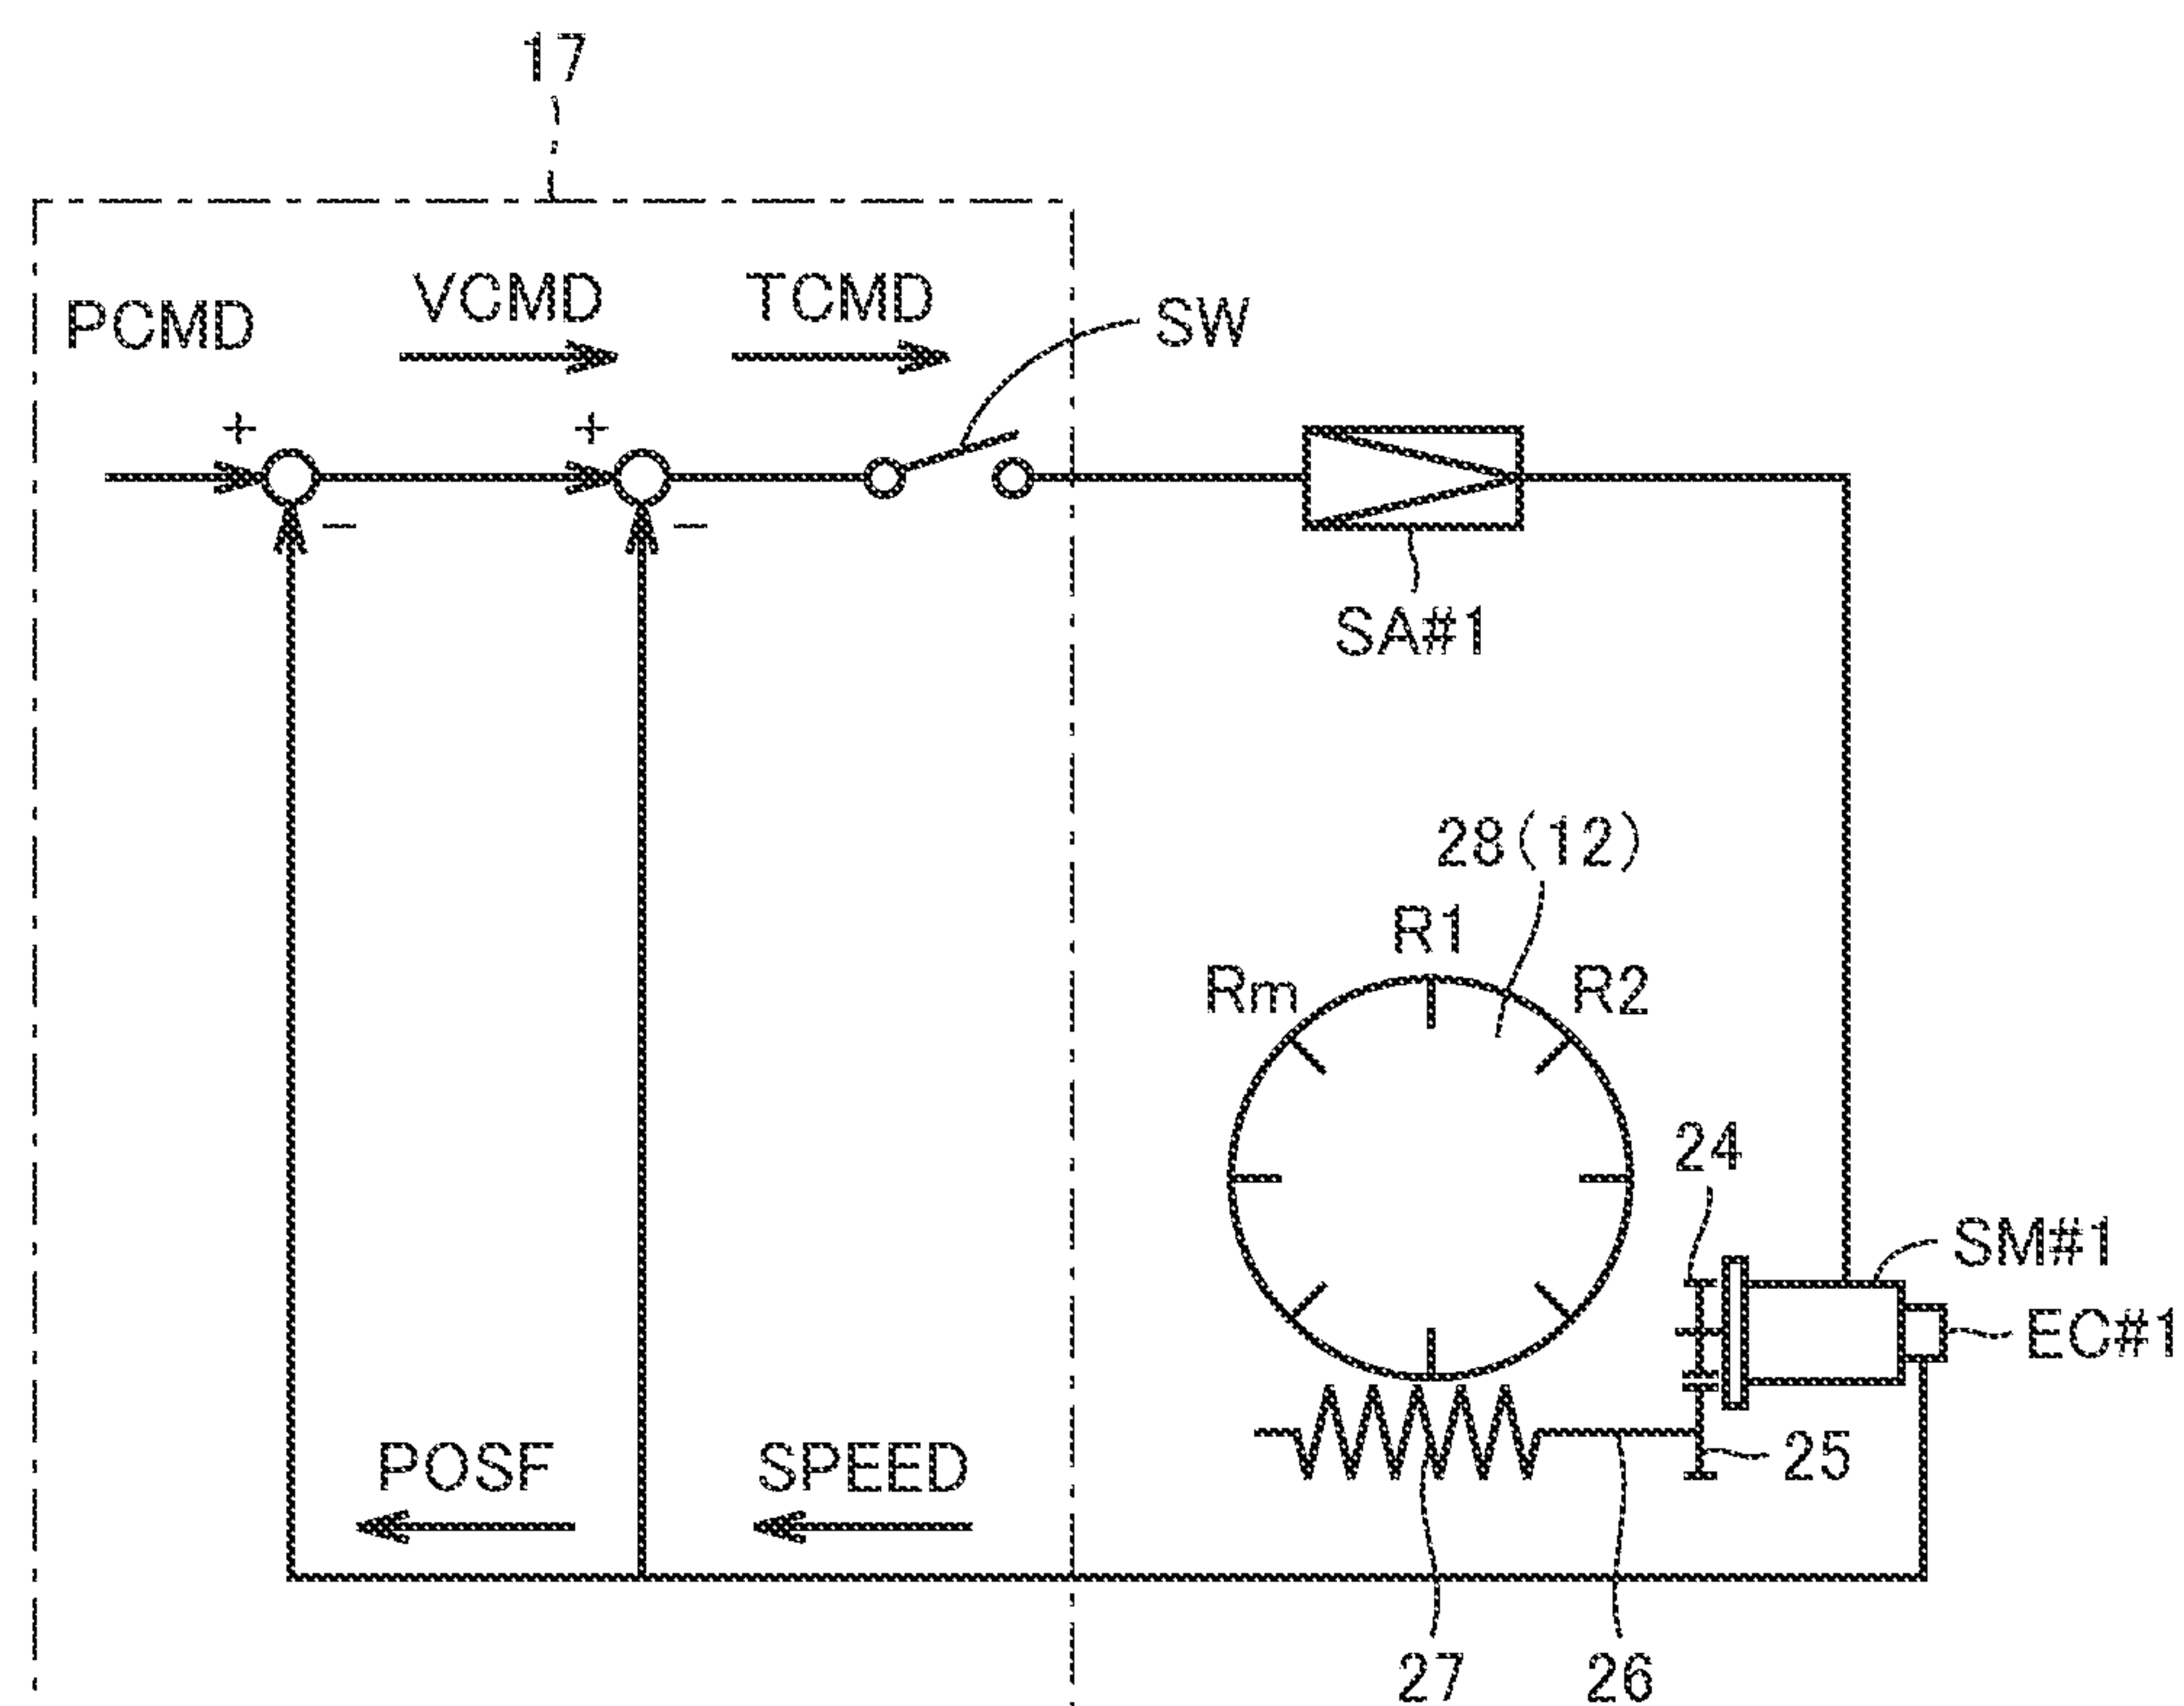 17
PCMD
VCMD
TCMD
SW
+
+
−
−
SA#1
28(12)
R1
Rm
R2
24
SM#1
EC#1
25
POSF
SPEED
27
26